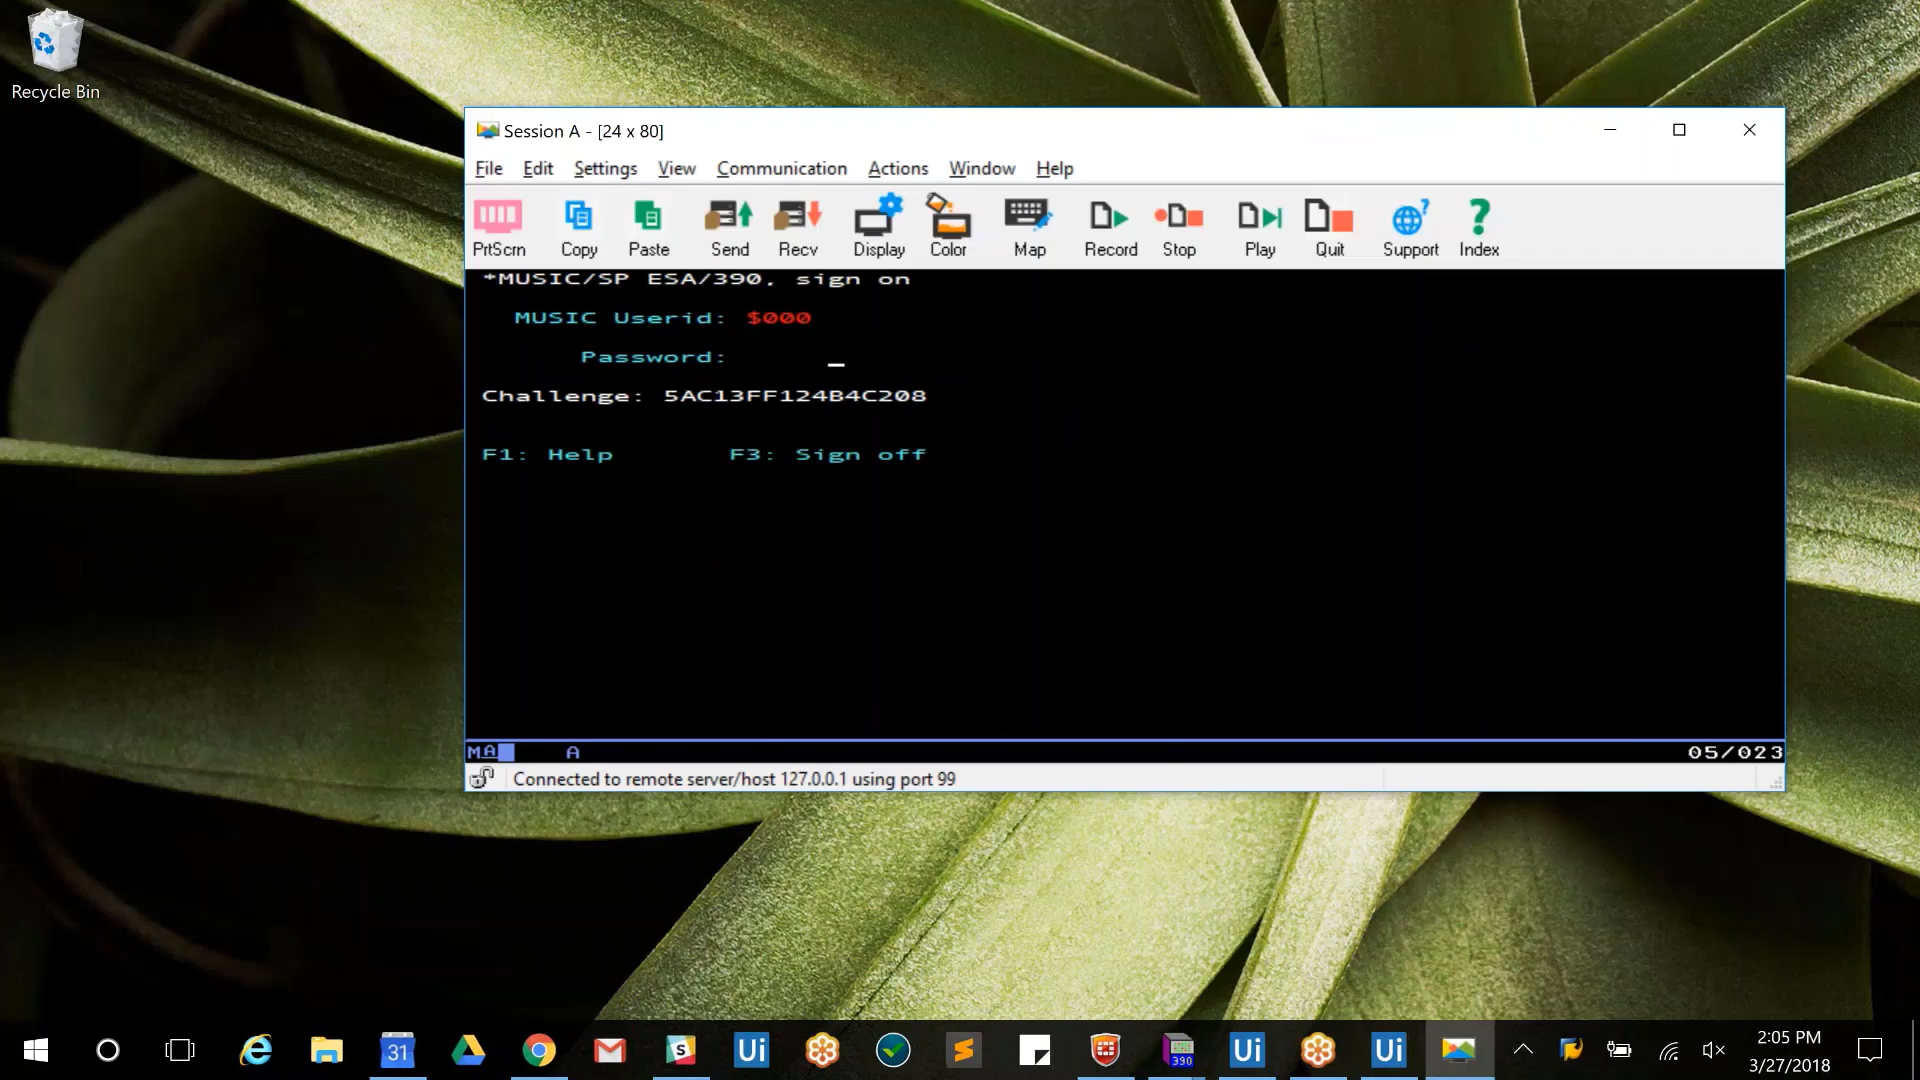 Recycle Bin
Session A - [24 x 80]
File Edit Settings View Communication Actions Window Help
PrtScrn Copy Paste Send Recv Display Color Map Record Stop Play Quit Support Index
*MUSIC/SP ESA/390, sign on
MUSIC Userid: $000
Password: _
Challenge: 5AC13FF124B4C208
F1: Help F3: Sign off
MA A 05/023
Connected to remote server/host 127.0.0.1 using port 99
31 S Ui 390 Ui Ui
2:05 PM
3/27/2018